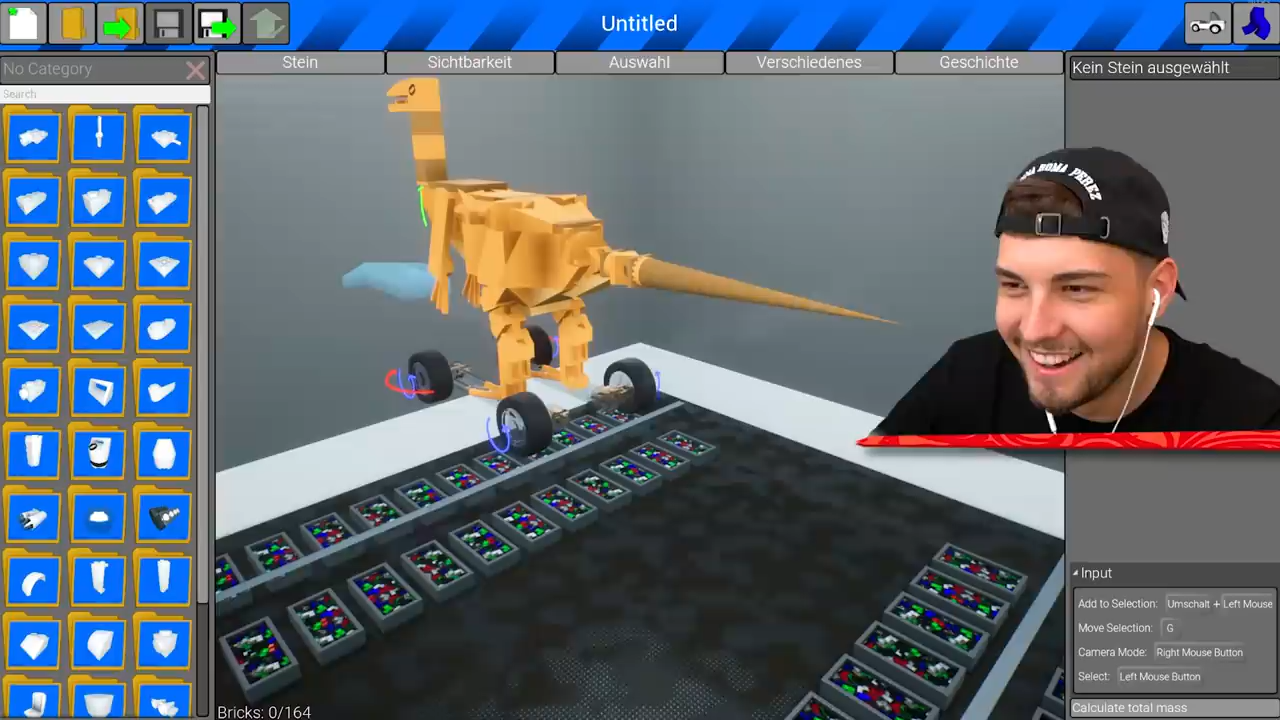 Untitled
No Category
Search
Stein
Sichtbarkeit
Auswahl
Verschiedenes
Geschichte
Kein Stein ausgewählt
Bricks: 0/164
Input
Add to Selection: Umschalt + Left Mouse
Move Selection: G
Camera Mode: Right Mouse Button
Select: Left Mouse Button
Calculate total mass